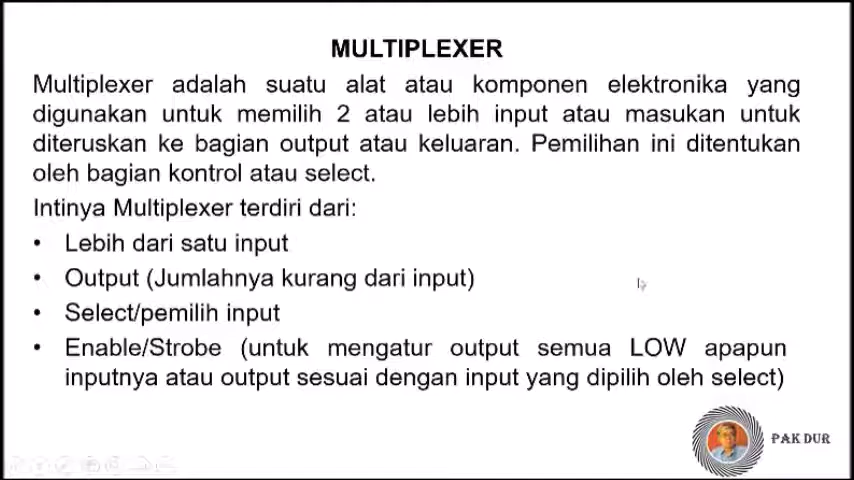 MULTIPLEXER
Multiplexer adalah suatu alat atau komponen elektronika yang
digunakan untuk memilih 2 atau lebih input atau masukan untuk
diteruskan ke bagian output atau keluaran. Pemilihan ini ditentukan
oleh bagian kontrol atau select.
Intinya Multiplexer terdiri dari:
• Lebih dari satu input
• Output (Jumlahnya kurang dari input)
• Select/pemilih input
• Enable/Strobe (untuk mengatur output semua LOW apapun
inputnya atau output sesuai dengan input yang dipilih oleh select)
PAK DUR